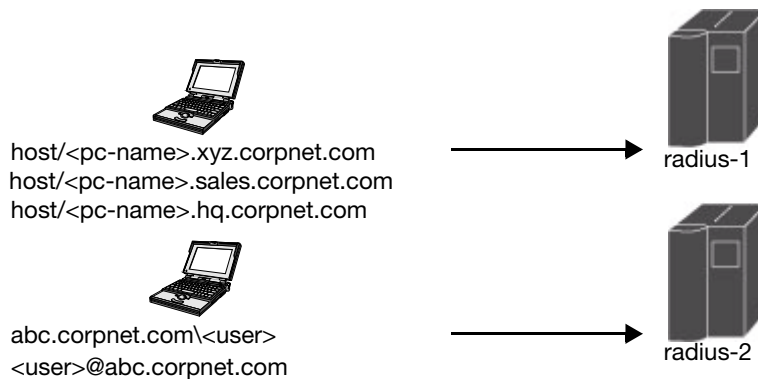 host/<pc-name>.xyz.corpnet.com
host/<pc-name>.sales.corpnet.com
host/<pc-name>.hq.corpnet.com
radius-1
abc.corpnet.com\<user>
<user>@abc.corpnet.com
radius-2